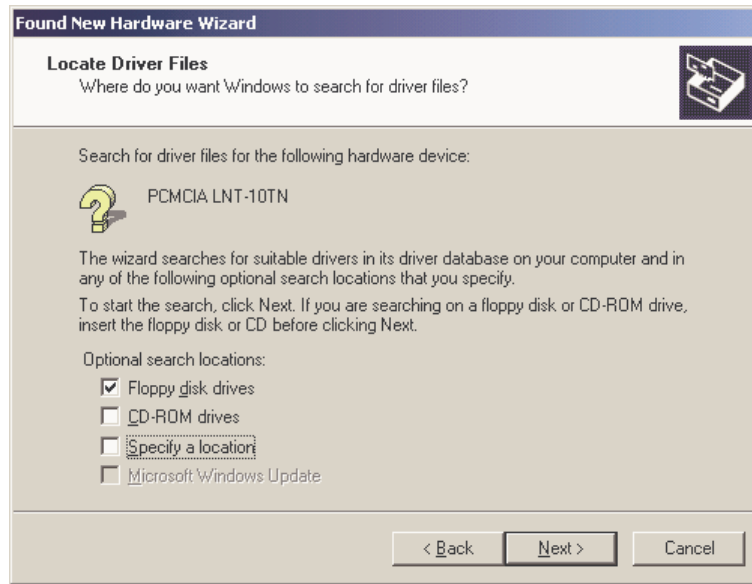 Found New Hardware Wizard
Locate Driver Files
Where do you want Windows to search for driver files?
Search for driver files for the following hardware device:
PCMCIA LNT-10TN
The wizard searches for suitable drivers in its driver database on your computer and in
any of the following optional search locations that you specify.
To start the search, click Next. If you are searching on a floppy disk or CD-ROM drive,
insert the floppy disk or CD before clicking Next.
Optional search locations:
Floppy disk drives
CD-ROM drives
Specify a location
Microsoft Windows Update
< Back Next > Cancel